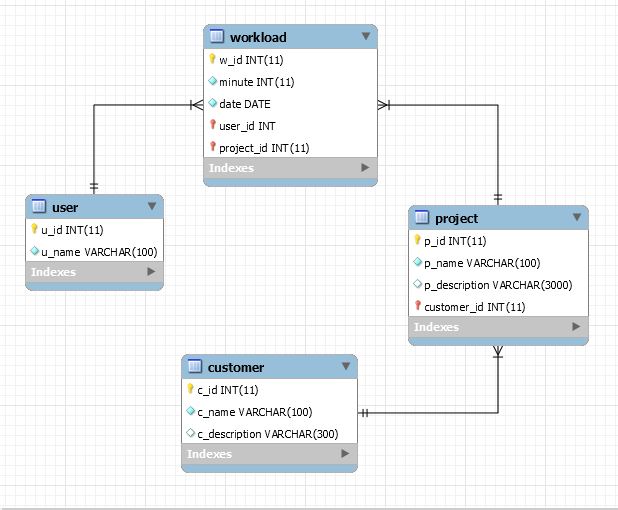 workload
w_id INT(11)
minute INT(11)
date DATE
user_id INT
project_id INT(11)
Indexes
user
u_id INT(11)
u_name VARCHAR(100)
Indexes
project
p_id INT(11)
p_name VARCHAR(100)
p_description VARCHAR(3000)
customer_id INT(11)
Indexes
customer
c_id INT(11)
c_name VARCHAR(100)
c_description VARCHAR(300)
Indexes